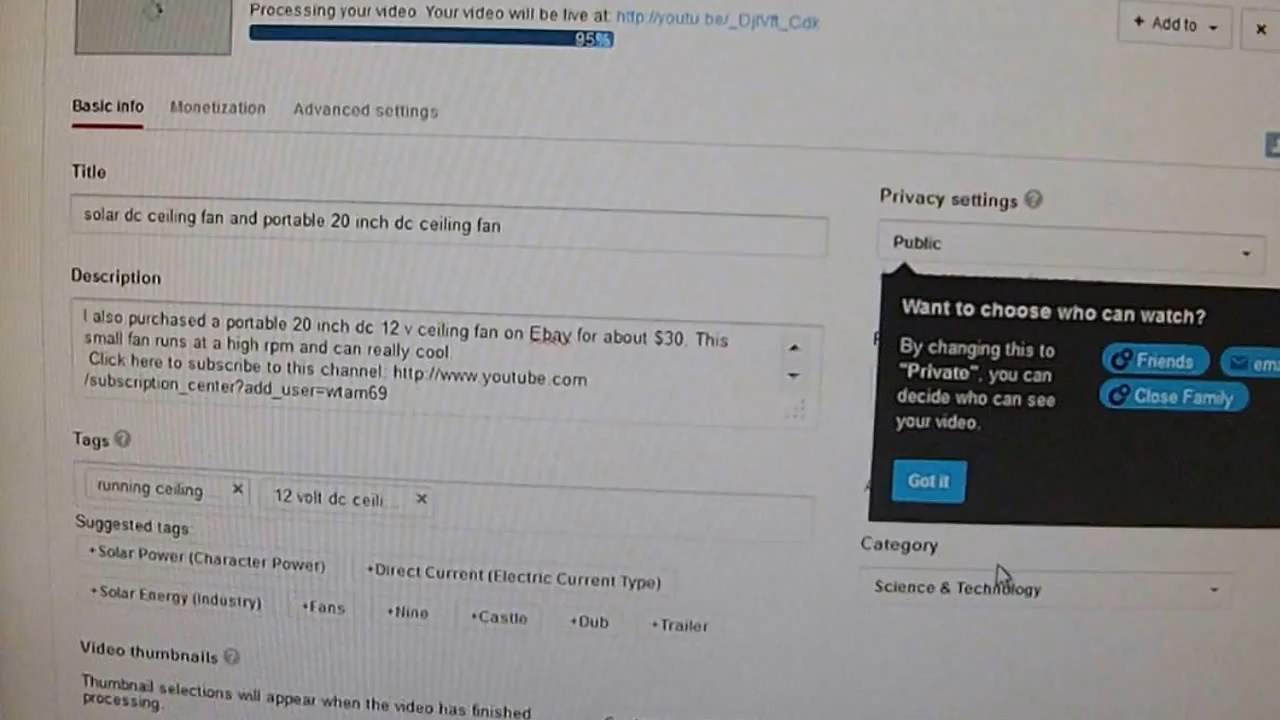 Processing your video. Your video will be live at:
+ Add to
95%
Basic info Monetization Advanced settings
Title
solar dc ceiling fan and portable 20 inch dc ceiling fan
Privacy settings ?
Public
Description
I also purchased a portable 20 inch dc 12 v ceiling fan on Ebay for about $30. This
small fan runs at a high rpm and can really cool
Click here to subscribe to this channel: http://www.youtube.com
/subscription_center?add_user=wtam69
Want to choose who can watch?
By changing this to
"Private", you can
decide who can see
your video.
Friends
Close Family
Got it
Tags ?
running ceiling x 12 volt dc ceili... x
Suggested tags
+Solar Power (Character Power) +Direct Current (Electric Current Type)
+Solar Energy (Industry) +Fans +Nine +Castle +Dub +Trailer
Category
Science & Technology
Video thumbnails ?
Thumbnail selections will appear when the video has finished
processing.